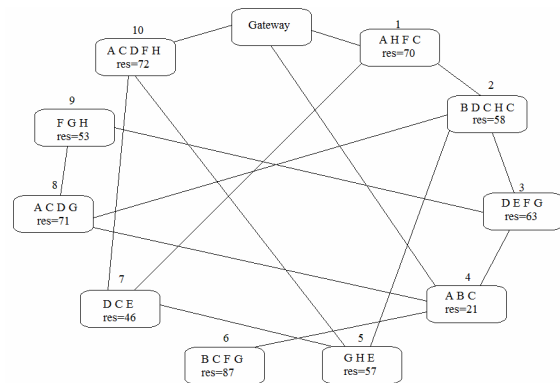 10
A C D F H
res=72
Gateway
1
A H F C
res=70
2
B D C H C
res=58
9
F G H
res=53
3
D E F G
res=63
8
A C D G
res=71
4
A B C
res=21
7
D C E
res=46
6
B C F G
res=87
5
G H E
res=57